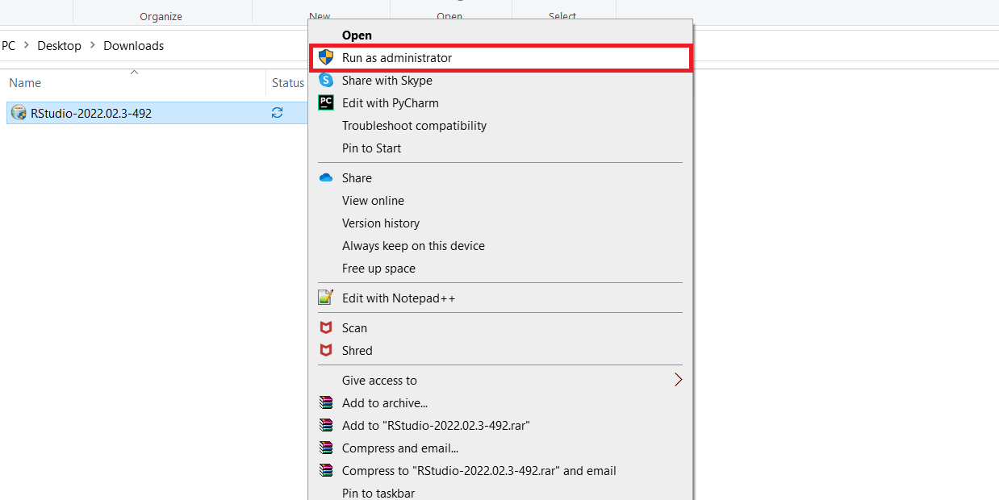 Organize New Open Select
PC > Desktop > Downloads
Name Status
RStudio-2022.02.3-492
Open
Run as administrator
Share with Skype
Edit with PyCharm
Troubleshoot compatibility
Pin to Start
Share
View online
Version history
Always keep on this device
Free up space
Edit with Notepad++
Scan
Shred
Give access to
Add to archive...
Add to "RStudio-2022.02.3-492.rar"
Compress and email...
Compress to "RStudio-2022.02.3-492.rar" and email
Pin to taskbar